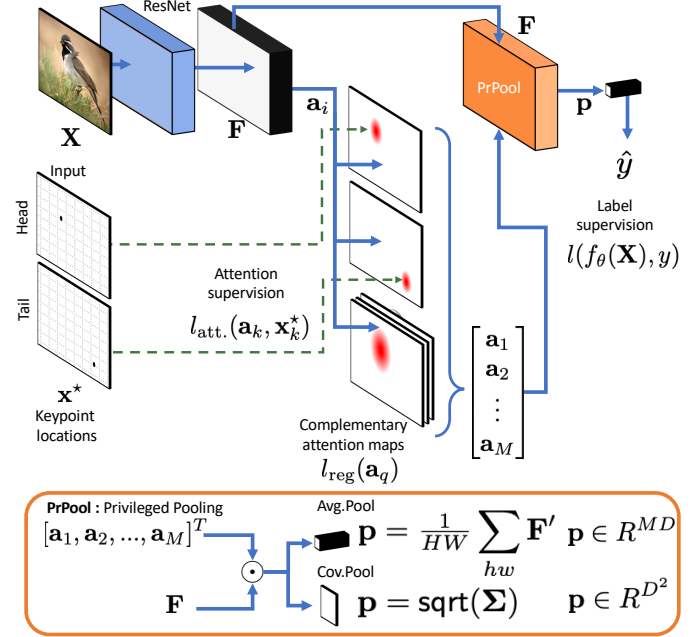 ResNet
F
PrPool
X
F
a_i
p
ŷ
Input
Head
Tail
Label
supervision
l(f_θ(X), y)
Attention
supervision
l_att.(a_k, x_k^⋆)
x^⋆
Keypoint
locations
a_1
a_2
⋮
a_M
Complementary
attention maps
l_reg(a_q)
PrPool : Privileged Pooling
[a_1, a_2, ..., a_M]^T
F
Avg.Pool
p = 1/HW ∑_hw F′ p ∈ R^{MD}
Cov.Pool
p = sqrt(Σ) p ∈ R^{D^2}